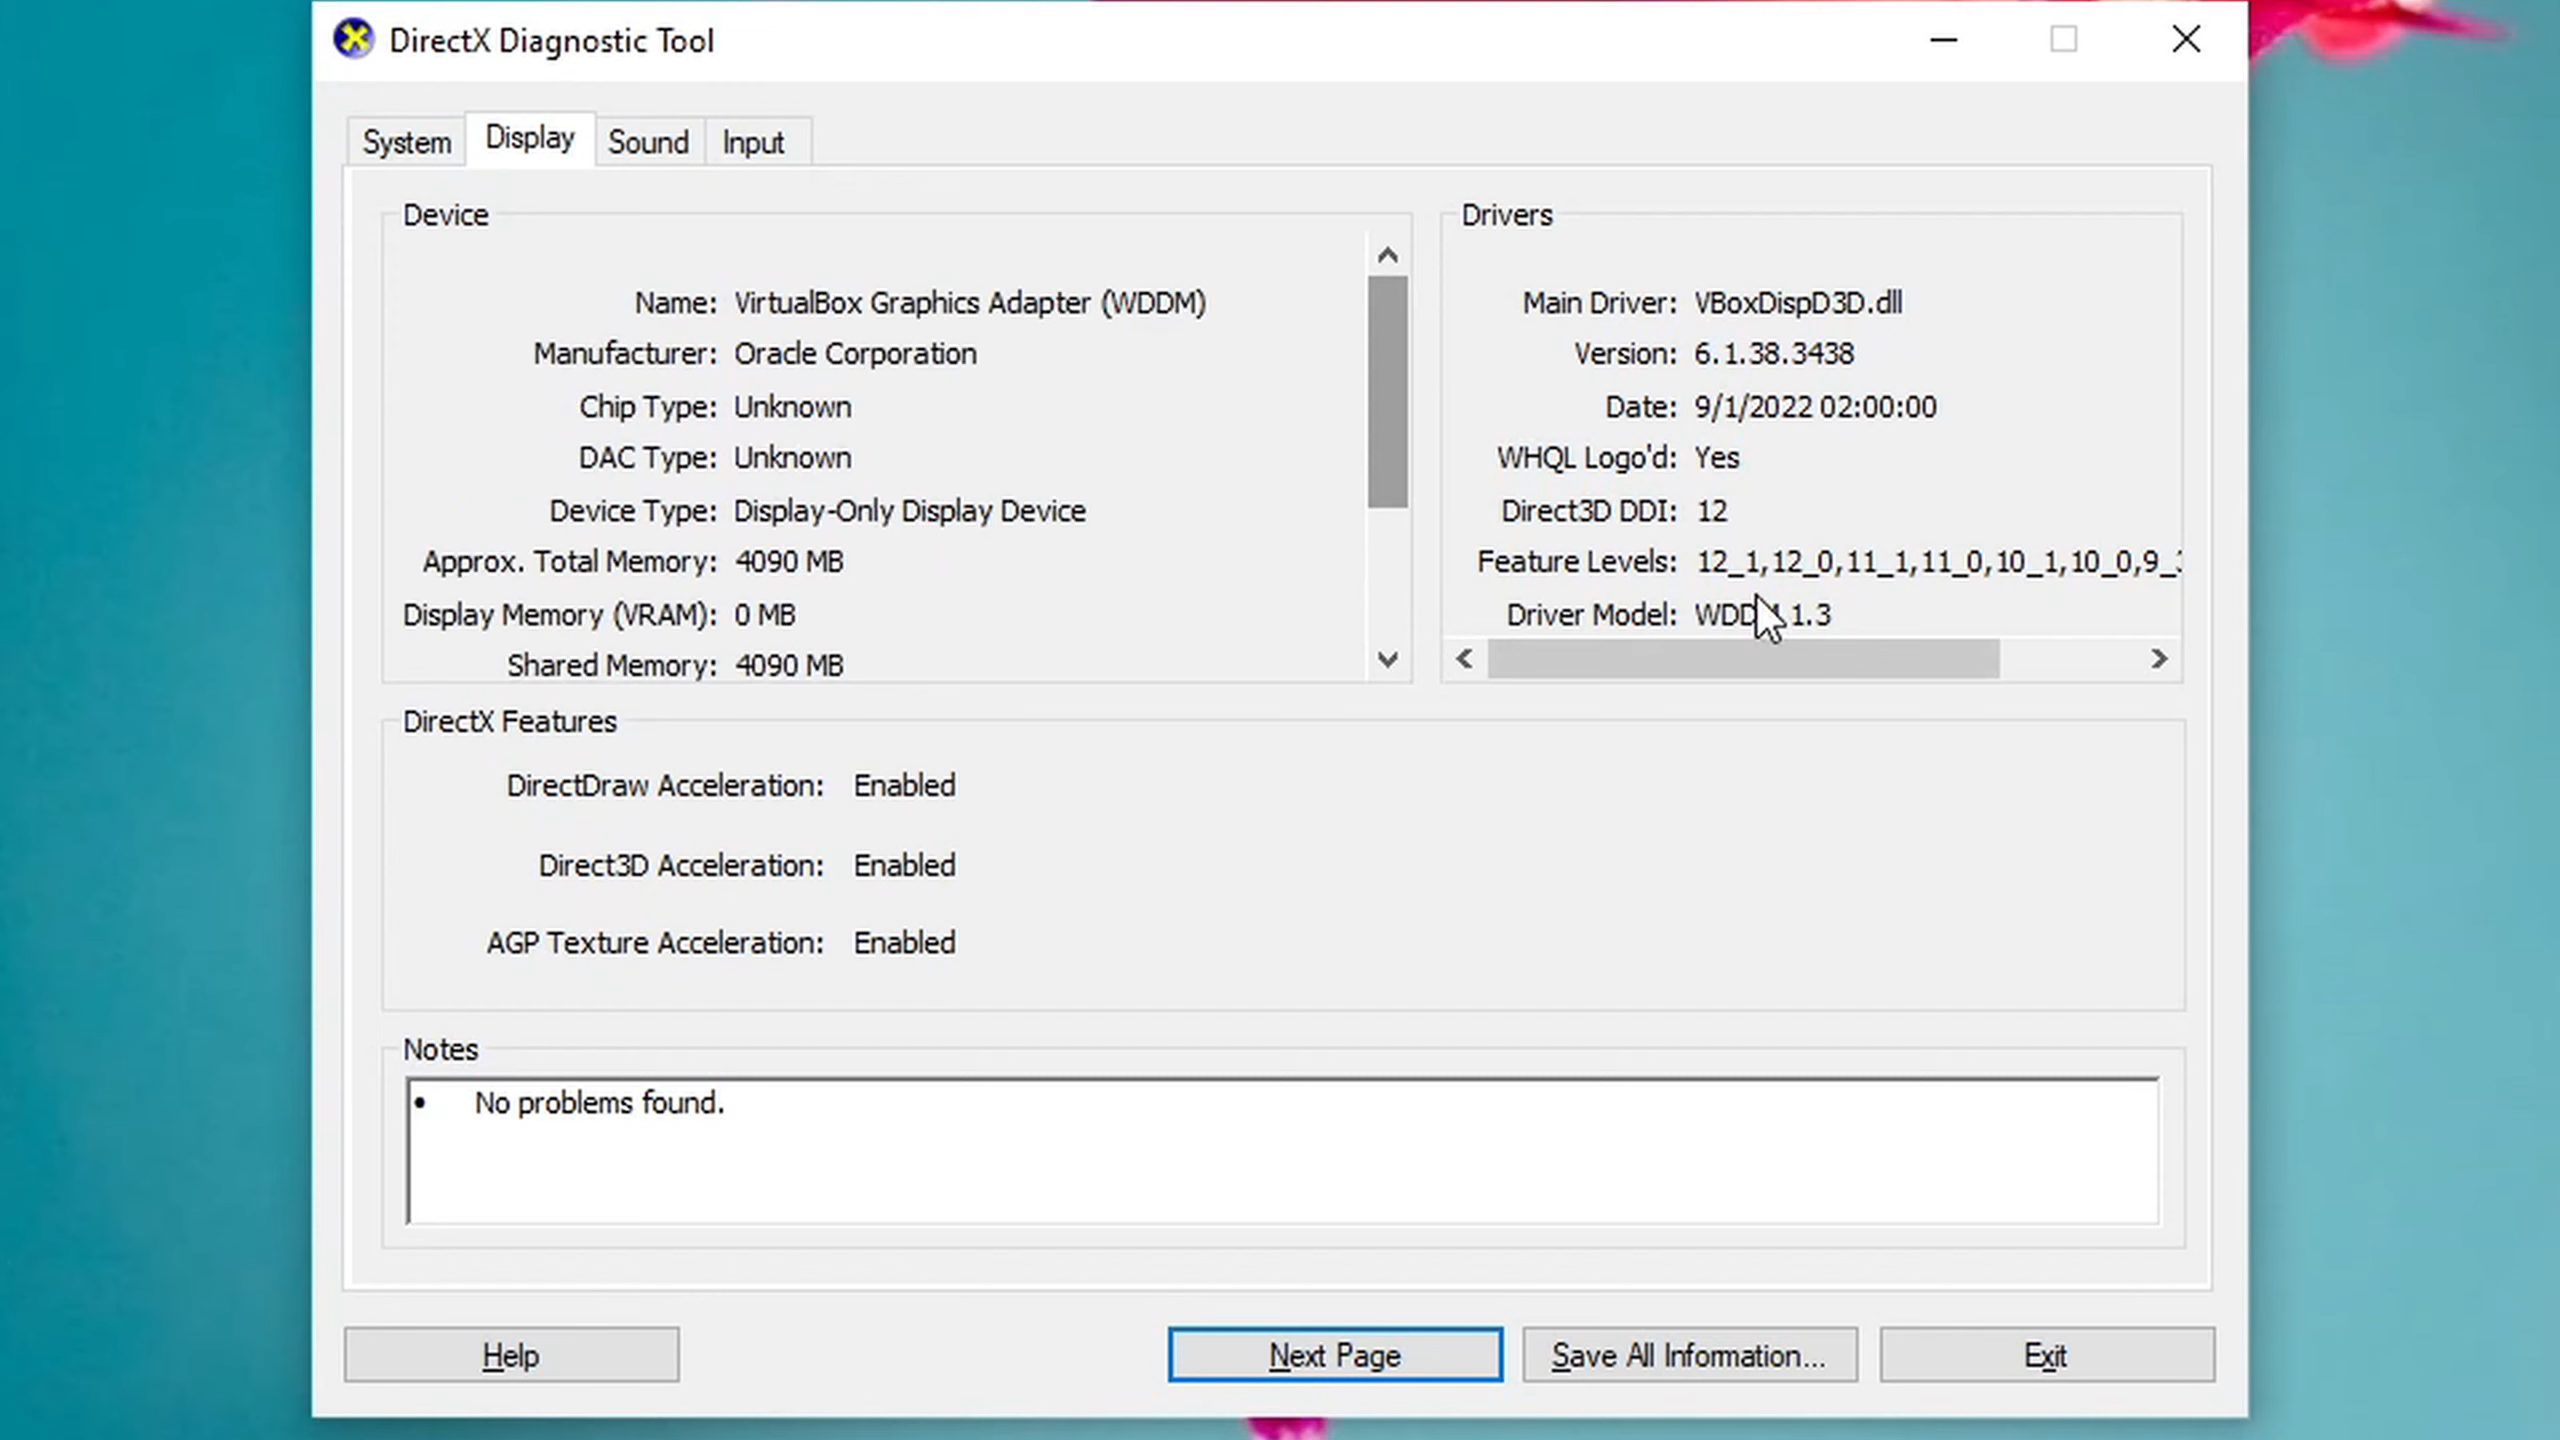 DirectX Diagnostic Tool
System Display Sound Input
Device
Name: VirtualBox Graphics Adapter (WDDM)
Manufacturer: Oracle Corporation
Chip Type: Unknown
DAC Type: Unknown
Device Type: Display-Only Display Device
Approx. Total Memory: 4090 MB
Display Memory (VRAM): 0 MB
Shared Memory: 4090 MB
Drivers
Main Driver: VBoxDispD3D.dll
Version: 6.1.38.3438
Date: 9/1/2022 02:00:00
WHQL Logo'd: Yes
Direct3D DDI: 12
Feature Levels: 12_1,12_0,11_1,11_0,10_1,10_0,9_
Driver Model: 1.3
DirectX Features
DirectDraw Acceleration: Enabled
Direct3D Acceleration: Enabled
AGP Texture Acceleration: Enabled
Notes
• No problems found.
Help Next Page Save All Information... Exit